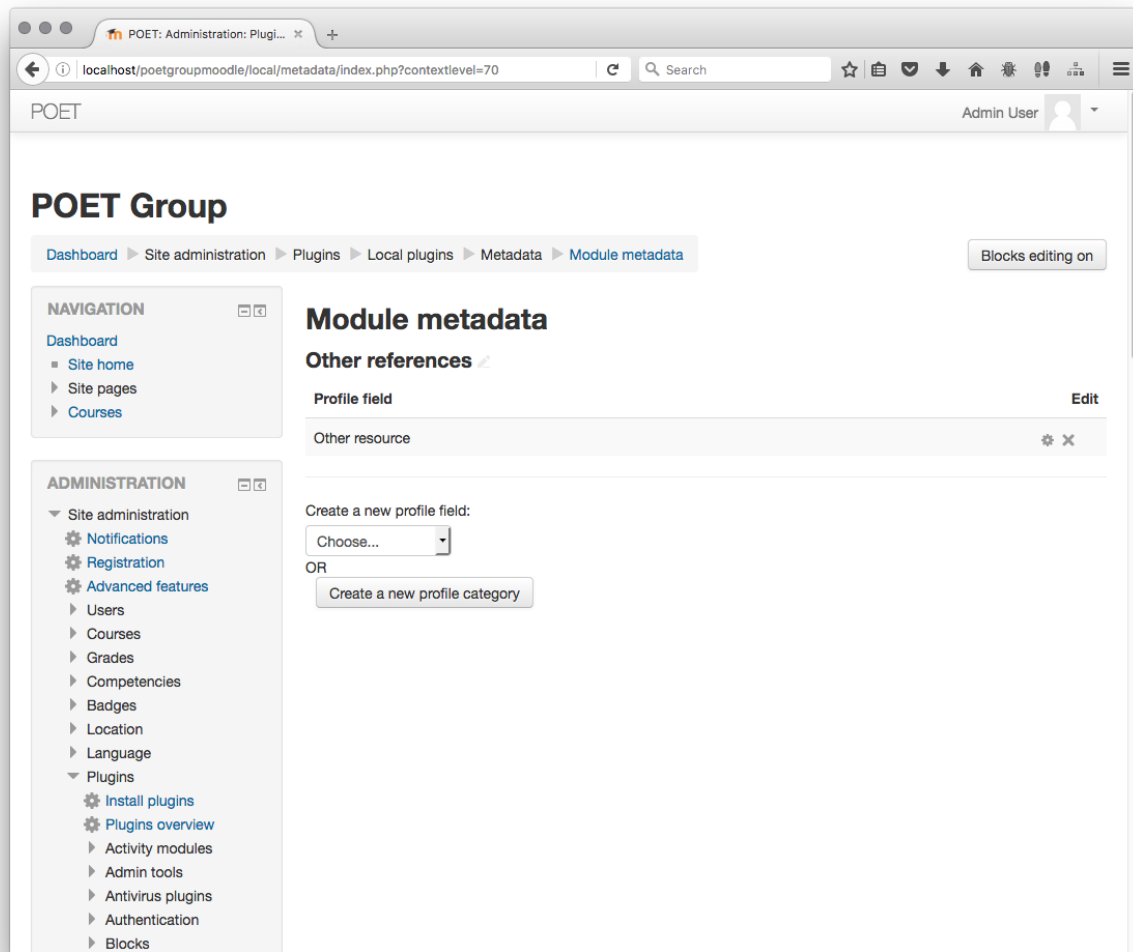 POET: Administration: Plugi...
localhost/poetgroupmoodle/local/metadata/index.php?contextlevel=70
Search
POET
Admin User
POET Group
Dashboard Site administration Plugins Local plugins Metadata Module metadata
Blocks editing on
NAVIGATION
Dashboard
Site home
Site pages
Courses
ADMINISTRATION
Site administration
Notifications
Registration
Advanced features
Users
Courses
Grades
Competencies
Badges
Location
Language
Plugins
Install plugins
Plugins overview
Activity modules
Admin tools
Antivirus plugins
Authentication
Blocks
Module metadata
Other references
Profile field Edit
Other resource
Create a new profile field:
Choose...
OR
Create a new profile category